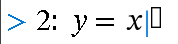 > 2: y = x|